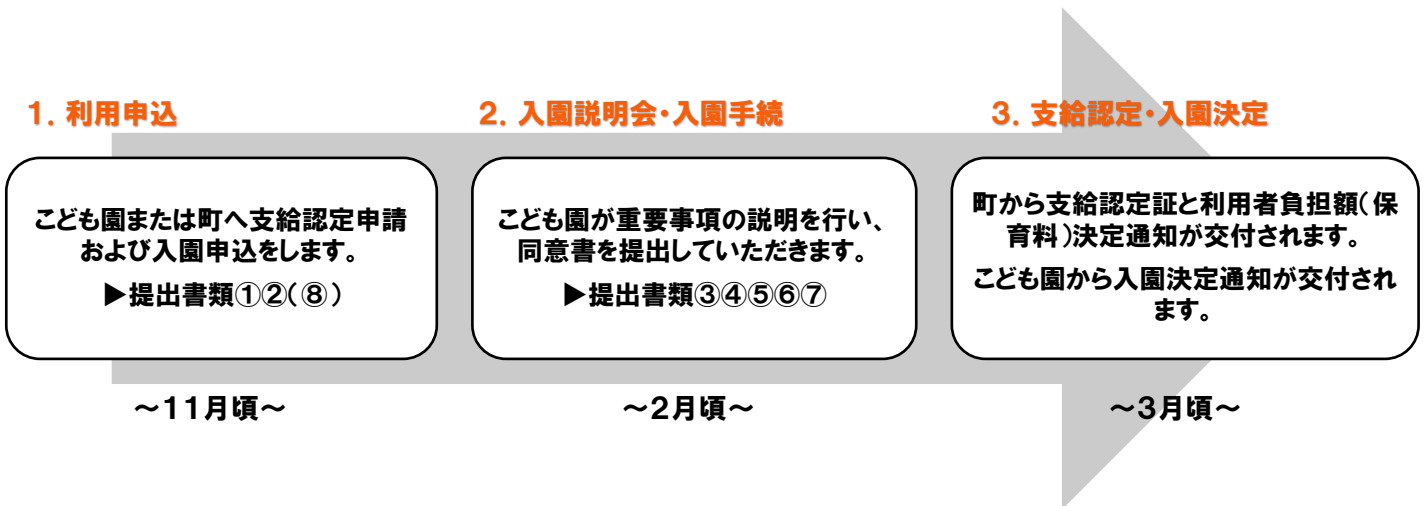 1. 利用申込
こども園または町へ支給認定申請
および入園申込をします。
▶提出書類①②(⑧)
～11月頃～
2. 入園説明会・入園手続
こども園が重要事項の説明を行い、
同意書を提出していただきます。
▶提出書類③④⑤⑥⑦
～2月頃～
3. 支給認定・入園決定
町から支給認定証と利用者負担額(保
育料)決定通知が交付されます。
こども園から入園決定通知が交付され
ます。
～3月頃～